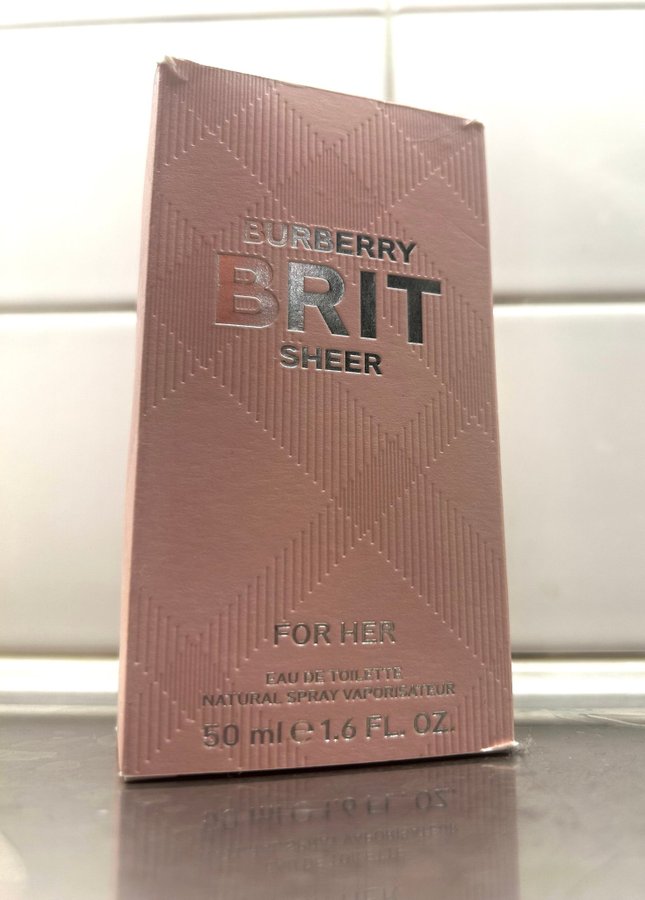 BURBERRY
BRIT
SHEER
FOR HER
EAU DE TOILETTE
NATURAL SPRAY VAPORISATEUR
50 ml ℮ 1.6 FL. OZ.